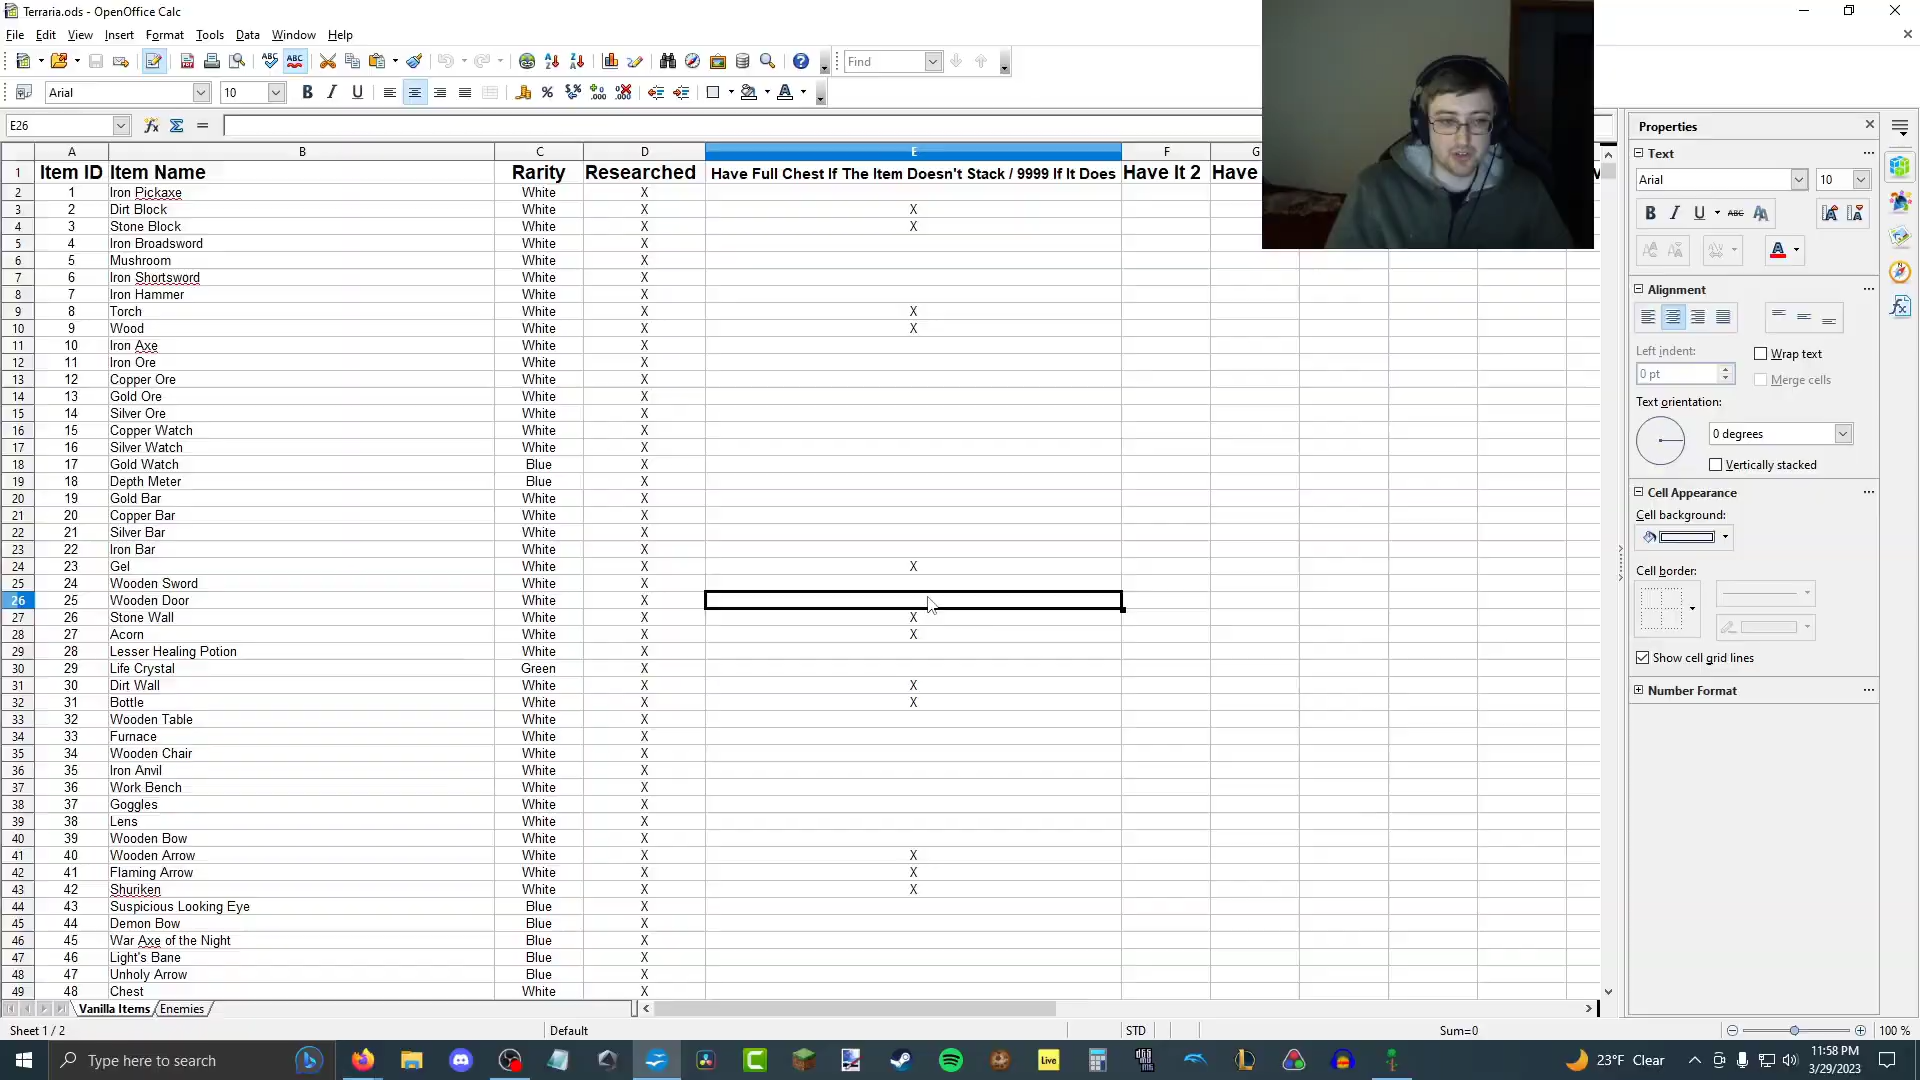 Terraria.ods - OpenOffice Calc
File Edit View Insert Format Tools Data Window Help
Find
Arial 10
E26
Properties
Text
Arial 10
Alignment
Left indent:
0 pt
Wrap text
Merge cells
Text orientation:
0 degrees
Vertically stacked
Cell Appearance
Cell background:
Cell border:
Show cell grid lines
Number Format
A B C D E F G
1 Item ID Item Name Rarity Researched Have Full Chest If The Item Doesn't Stack / 9999 If It Does Have It 2 Have
2 1 Iron Pickaxe White X
3 2 Dirt Block White X X
4 3 Stone Block White X X
5 4 Iron Broadsword White X
6 5 Mushroom White X
7 6 Iron Shortsword White X
8 7 Iron Hammer White X
9 8 Torch White X X
10 9 Wood White X X
11 10 Iron Axe White X
12 11 Iron Ore White X
13 12 Copper Ore White X
14 13 Gold Ore White X
15 14 Silver Ore White X
16 15 Copper Watch White X
17 16 Silver Watch White X
18 17 Gold Watch Blue X
19 18 Depth Meter Blue X
20 19 Gold Bar White X
21 20 Copper Bar White X
22 21 Silver Bar White X
23 22 Iron Bar White X
24 23 Gel White X X
25 24 Wooden Sword White X
26 25 Wooden Door White X
27 26 Stone Wall White X X
28 27 Acorn White X X
29 28 Lesser Healing Potion White X
30 29 Life Crystal Green X
31 30 Dirt Wall White X X
32 31 Bottle White X X
33 32 Wooden Table White X
34 33 Furnace White X
35 34 Wooden Chair White X
36 35 Iron Anvil White X
37 36 Work Bench White X
38 37 Goggles White X
39 38 Lens White X
40 39 Wooden Bow White X
41 40 Wooden Arrow White X X
42 41 Flaming Arrow White X X
43 42 Shuriken White X X
44 43 Suspicious Looking Eye Blue X
45 44 Demon Bow Blue X
46 45 War Axe of the Night Blue X
47 46 Light's Bane Blue X
48 47 Unholy Arrow Blue X
49 48 Chest White X
Vanilla Items Enemies
Sheet 1 / 2 Default STD Sum=0 100 %
Type here to search
Live
23°F Clear
11:58 PM
3/29/2023